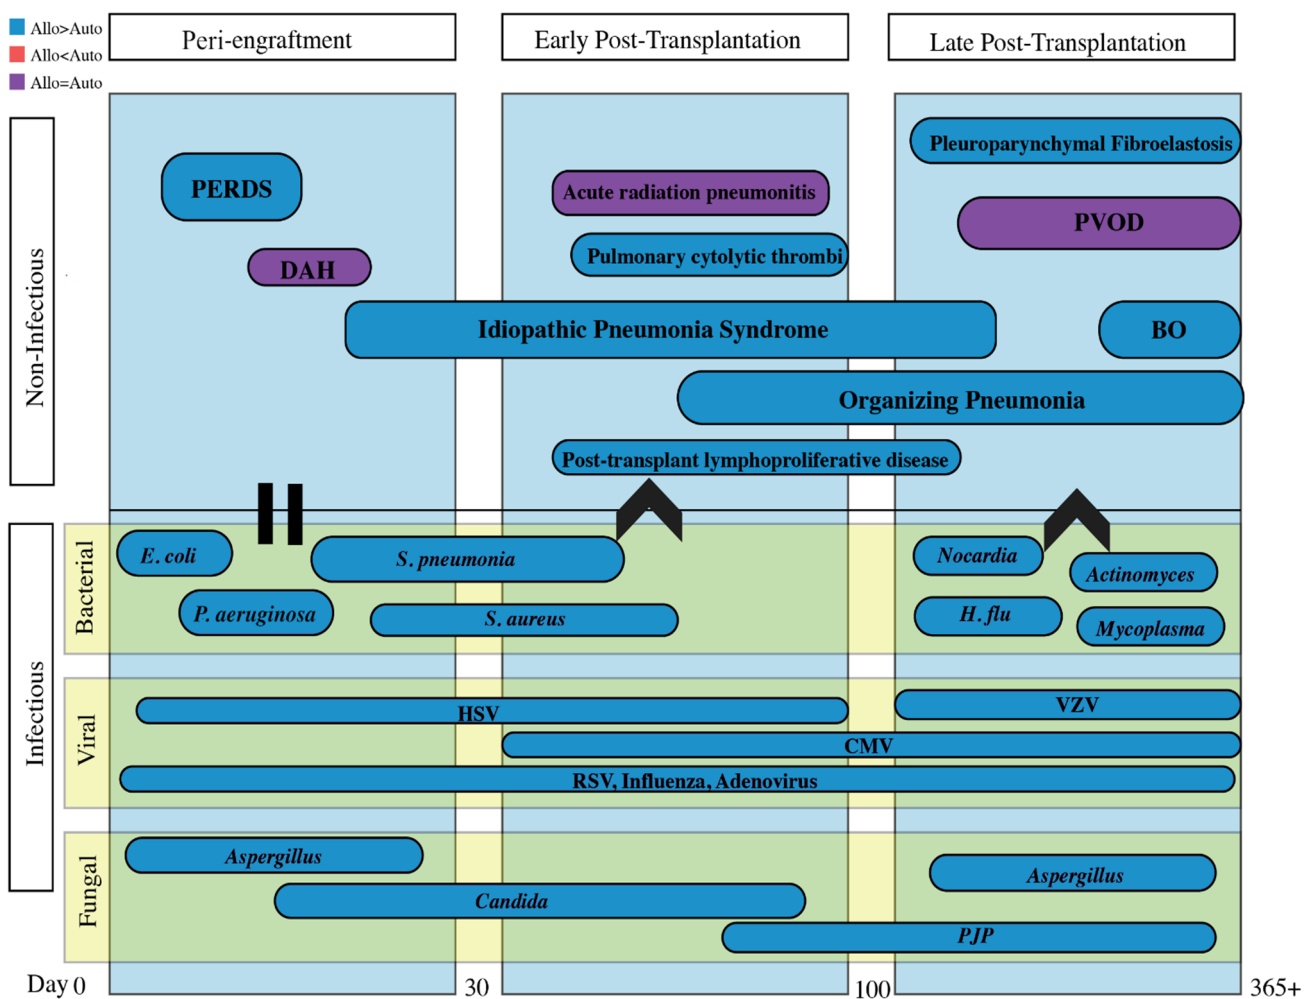 Allo>Auto
Allo<Auto
Allo=Auto
Peri-engraftment
Early Post-Transplantation
Late Post-Transplantation
Non-Infectious
PERDS
DAH
Acute radiation pneumonitis
Pulmonary cytolytic thrombi
Pleuroparynchymal Fibroelastosis
PVOD
Idiopathic Pneumonia Syndrome
BO
Organizing Pneumonia
Post-transplant lymphoproliferative disease
Infectious
Bacterial
E. coli
S. pneumonia
P. aeruginosa
S. aureus
Nocardia
Actinomyces
H. flu
Mycoplasma
Viral
HSV
VZV
CMV
RSV, Influenza, Adenovirus
Fungal
Aspergillus
Aspergillus
Candida
PJP
Day 0
30
100
365+